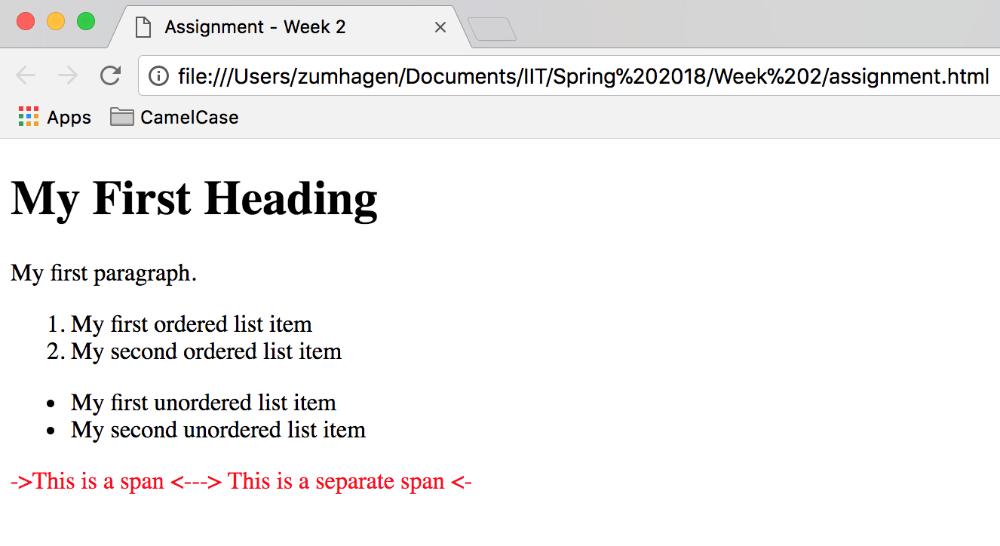 Assignment - Week 2
file:///Users/zumhagen/Documents/IIT/Spring%202018/Week%202/assignment.html
Apps CamelCase
My First Heading
My first paragraph.
1. My first ordered list item
2. My second ordered list item
• My first unordered list item
• My second unordered list item
->This is a span <---> This is a separate span <-